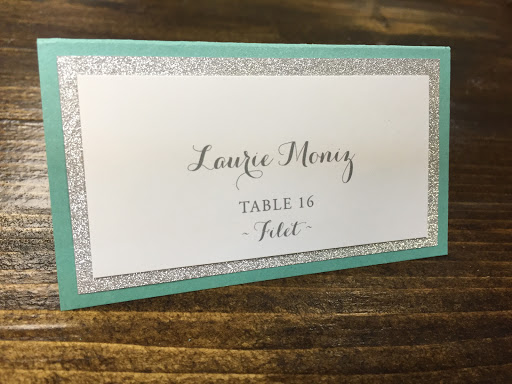 Laurie Moniz
TABLE 16
~Filet~